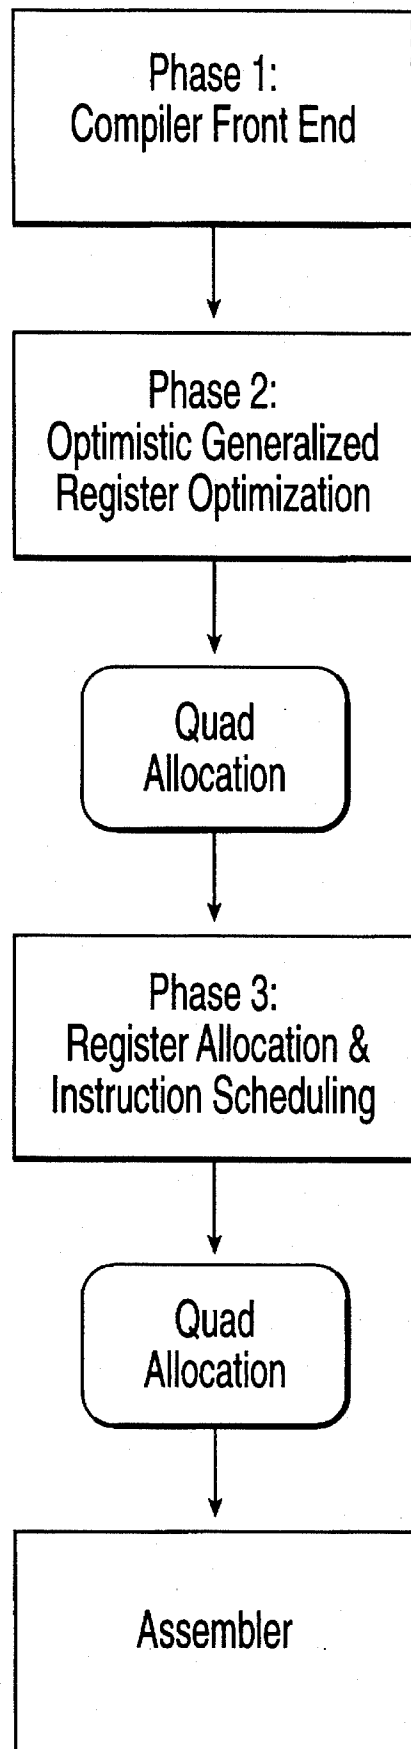 Phase 1:
Compiler Front End
Phase 2:
Optimistic Generalized
Register Optimization
Quad
Allocation
Phase 3:
Register Allocation &
Instruction Scheduling
Quad
Allocation
Assembler